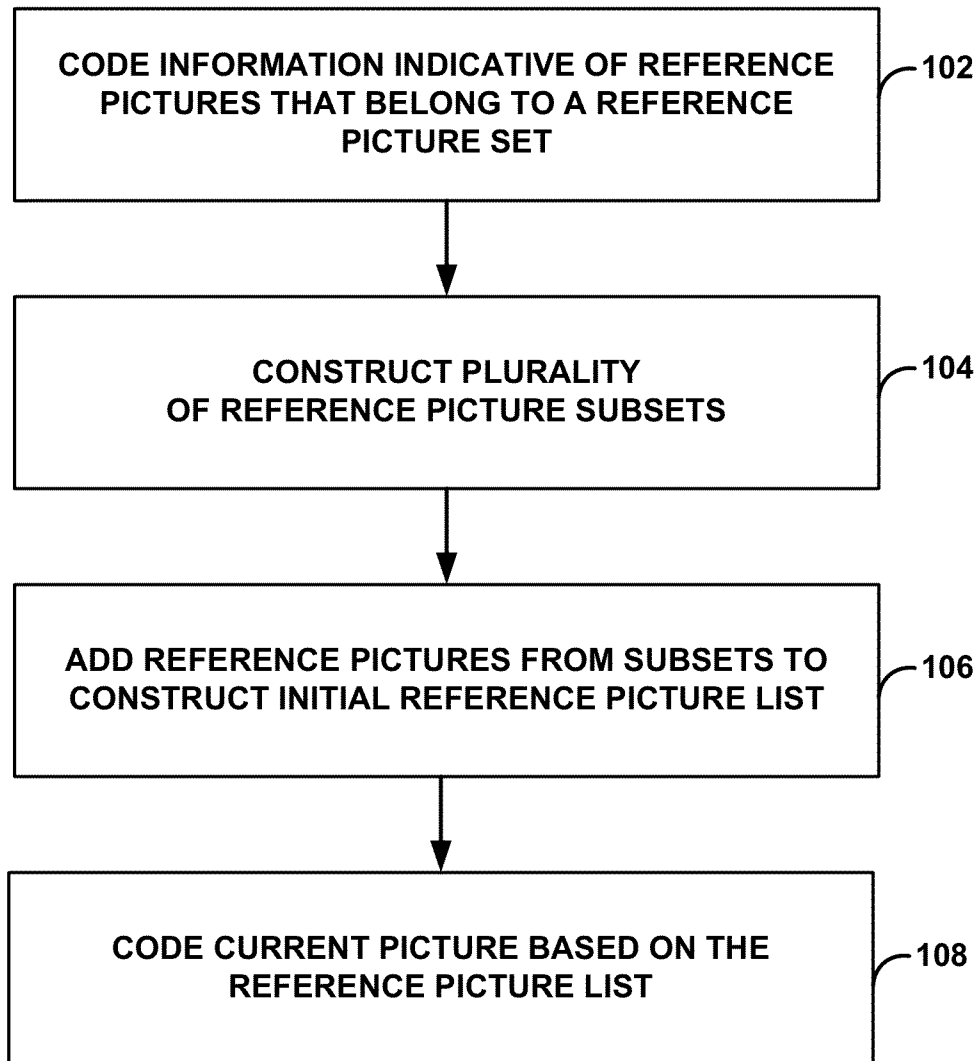 CODE INFORMATION INDICATIVE OF REFERENCE
PICTURES THAT BELONG TO A REFERENCE
PICTURE SET
102
CONSTRUCT PLURALITY
OF REFERENCE PICTURE SUBSETS
104
ADD REFERENCE PICTURES FROM SUBSETS TO
CONSTRUCT INITIAL REFERENCE PICTURE LIST
106
CODE CURRENT PICTURE BASED ON THE
REFERENCE PICTURE LIST
108